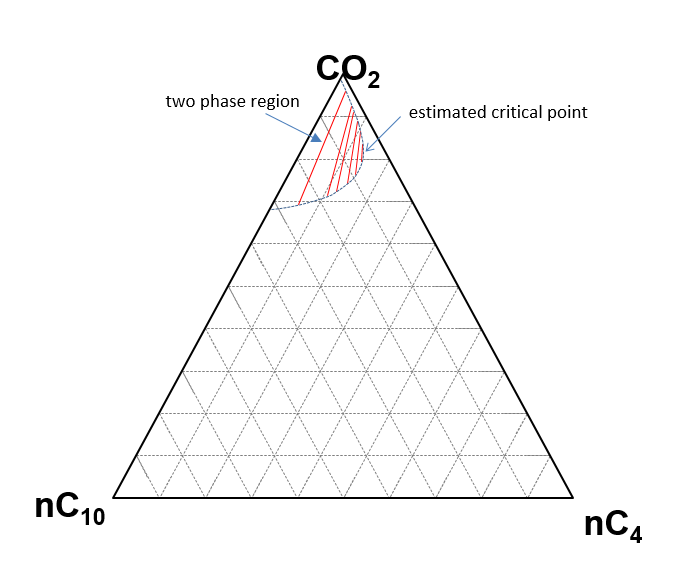 CO₂
two phase region
estimated critical point
nC₁₀
nC₄